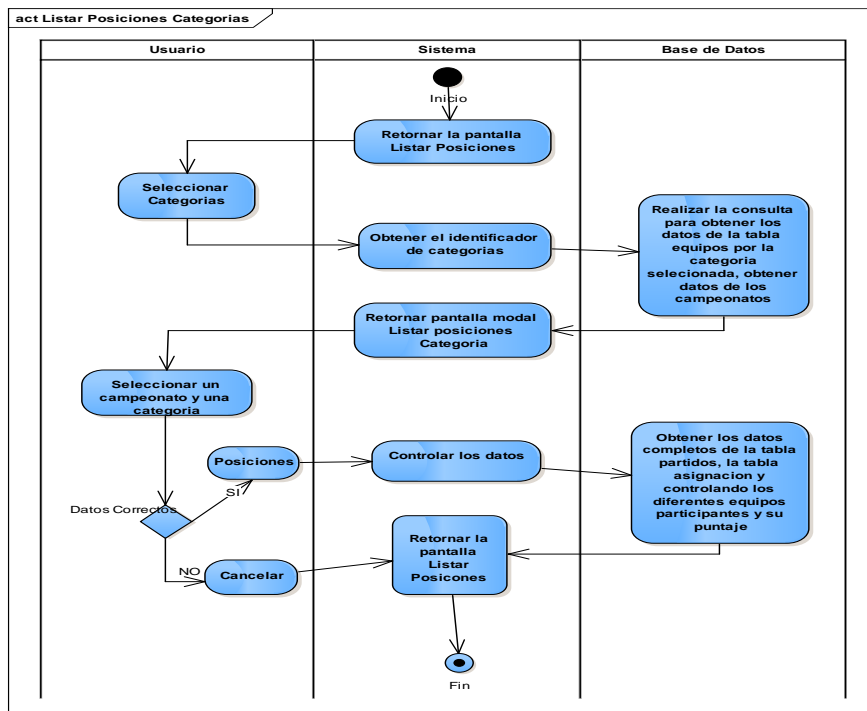 act Listar Posiciones Categorias
Usuario
Sistema
Base de Datos
Inicio
Retornar la pantalla
Listar Posiciones
Seleccionar
Categorias
Obtener el identificador
de categorias
Realizar la consulta
para obtener los
datos de la tabla
equipos por la
categoria
selecionada, obtener
datos de los
campeonatos
Retornar pantalla modal
Listar posiciones
Categoria
Seleccionar un
campeonato y una
categoria
Posiciones
Controlar los datos
Obtener los datos
completos de la tabla
partidos, la tabla
asignacion y
controlando los
diferentes equipos
participantes y su
puntaje
SI
Datos Correctos
NO
Cancelar
Retornar la
pantalla
Listar
Posicones
Fin